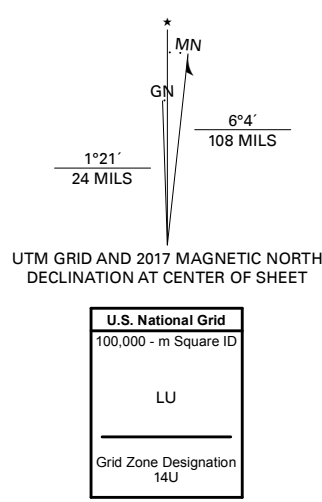 ★
MN
GN
6°4´
108 MILS
1°21´
24 MILS
UTM GRID AND 2017 MAGNETIC NORTH
DECLINATION AT CENTER OF SHEET
U.S. National Grid
100,000 - m Square ID
LU
Grid Zone Designation
14U